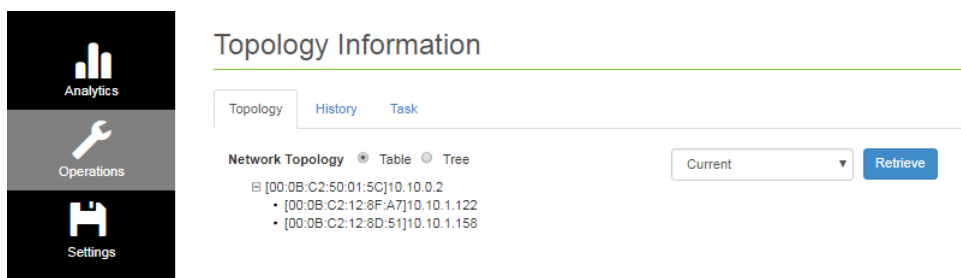 Topology Information
Analytics
Topology History Task
Operations
Network Topology Table Tree Current Retrieve
[00:0B:C2:50:01:5C]10.10.0.2
[00:0B:C2:12:8F:A7]10.10.1.122
[00:0B:C2:12:8D:51]10.10.1.158
Settings